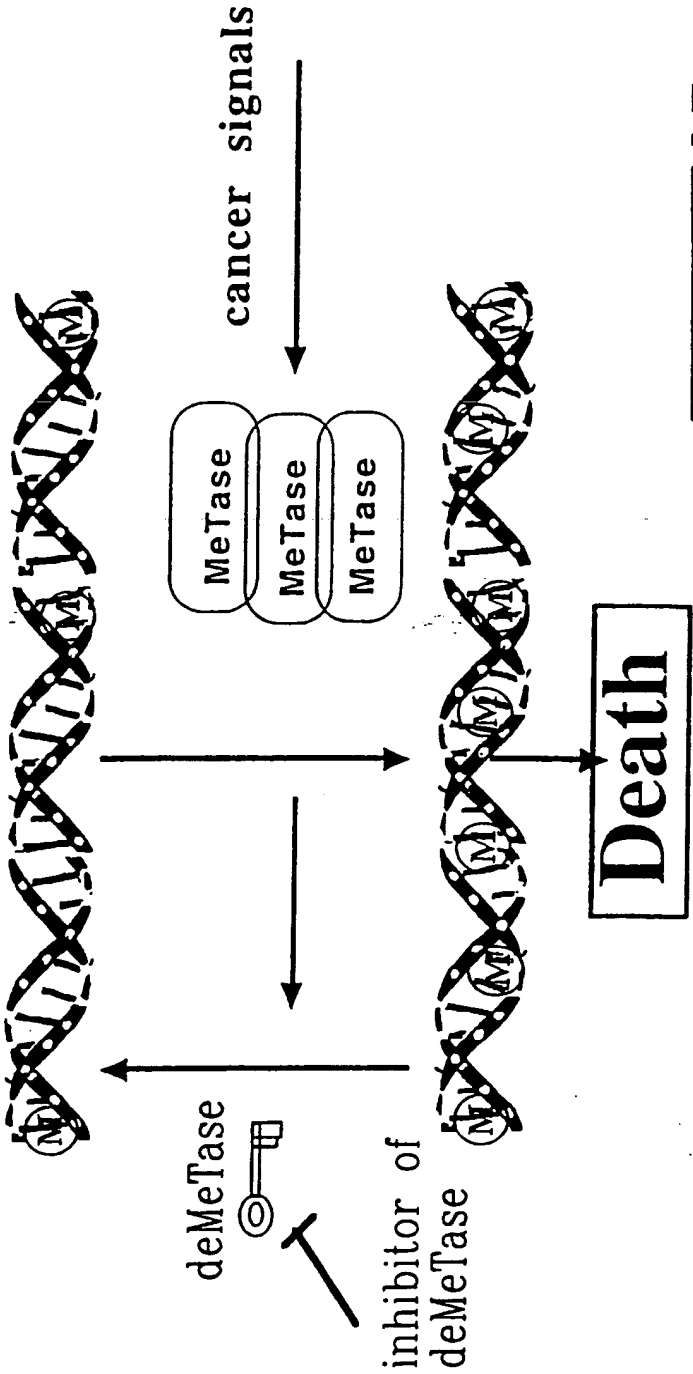 M M M
deMeTase
MeTase
MeTase
MeTase
cancer signals
inhibitor of
deMeTase
M M M M M M M
Death